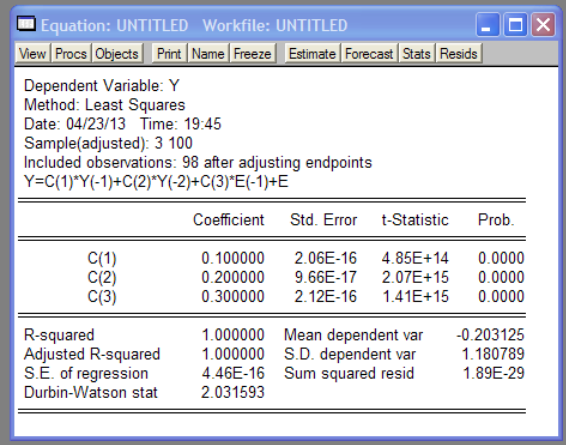 Equation: UNTITLED Workfile: UNTITLED
View Procs Objects Print Name Freeze Estimate Forecast Stats Resids
Dependent Variable: Y
Method: Least Squares
Date: 04/23/13 Time: 19:45
Sample(adjusted): 3 100
Included observations: 98 after adjusting endpoints
Y=C(1)*Y(-1)+C(2)*Y(-2)+C(3)*E(-1)+E
Coefficient Std. Error t-Statistic Prob.
C(1) 0.100000 2.06E-16 4.85E+14 0.0000
C(2) 0.200000 9.66E-17 2.07E+15 0.0000
C(3) 0.300000 2.12E-16 1.41E+15 0.0000
R-squared 1.000000 Mean dependent var -0.203125
Adjusted R-squared 1.000000 S.D. dependent var 1.180789
S.E. of regression 4.46E-16 Sum squared resid 1.89E-29
Durbin-Watson stat 2.031593